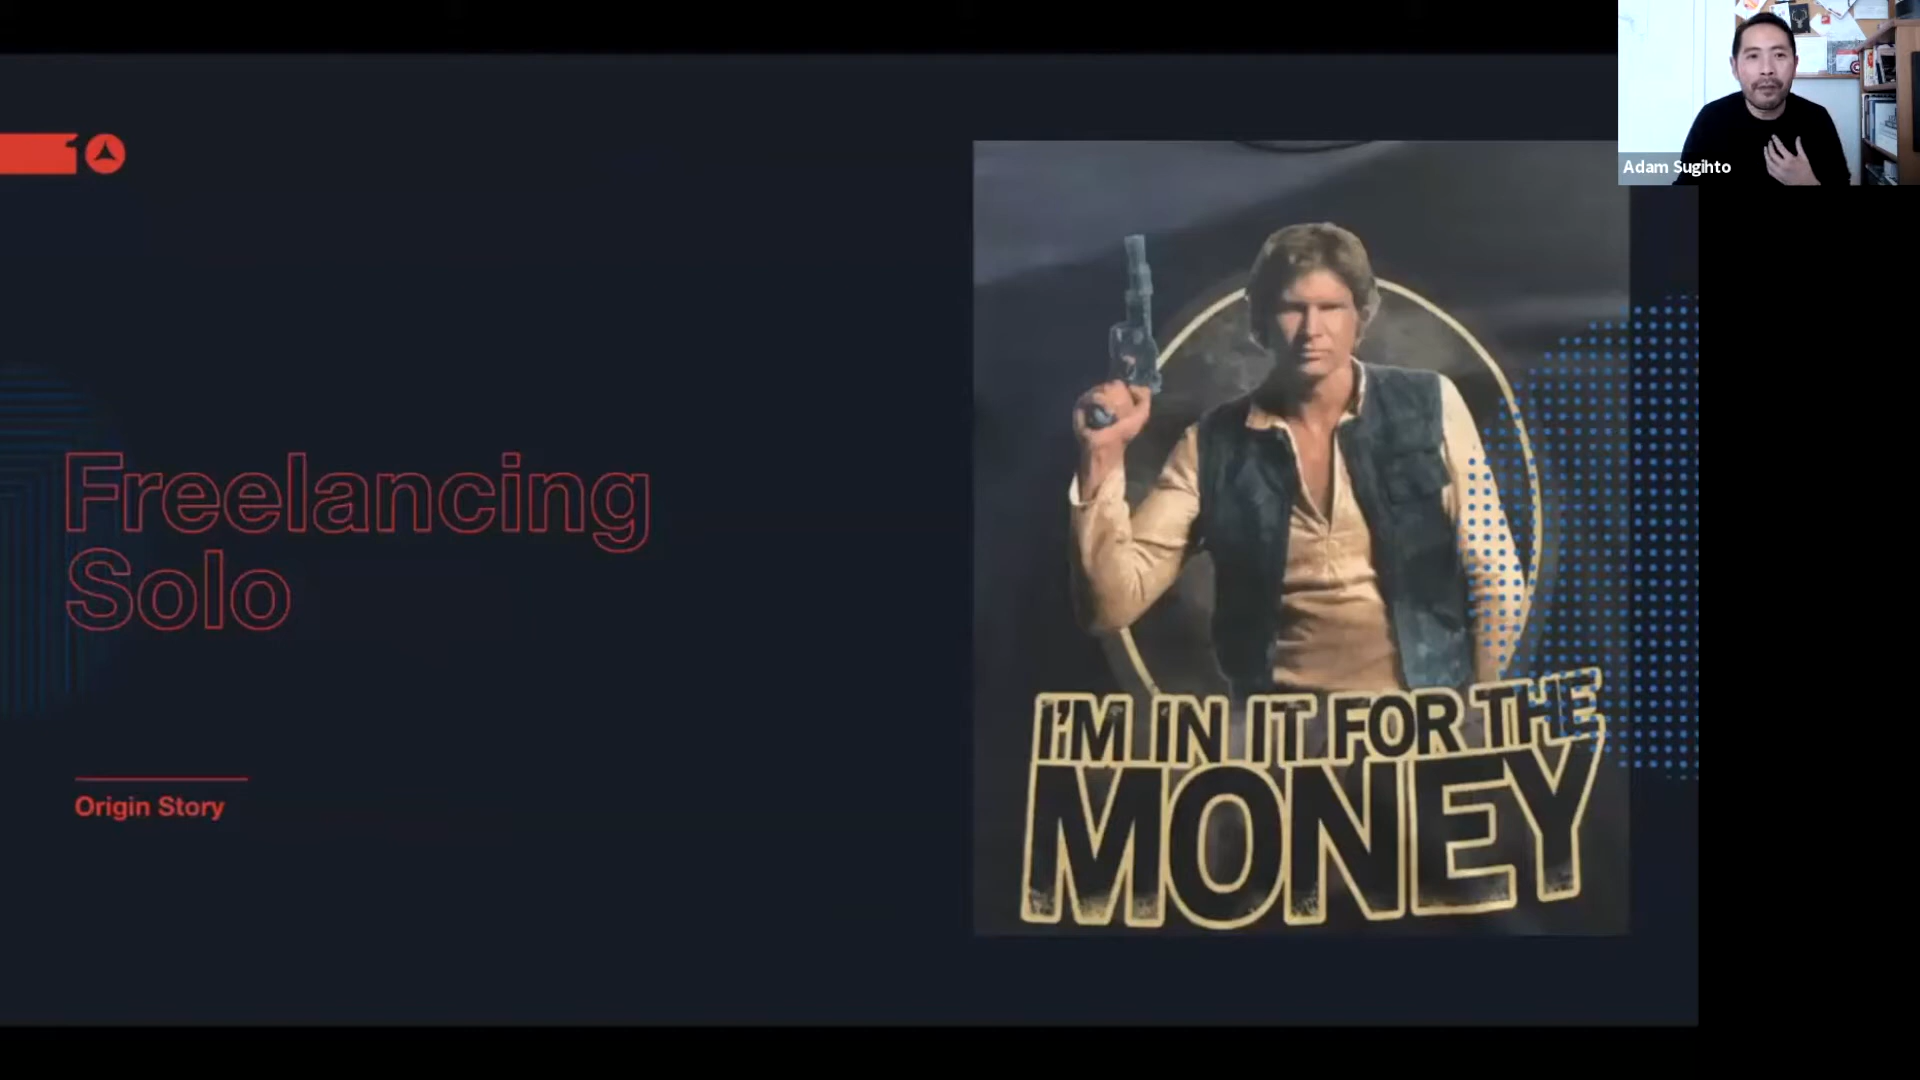 Adam Sugihto
Freelancing
Solo
Origin Story
I'M IN IT FOR THE
MONEY